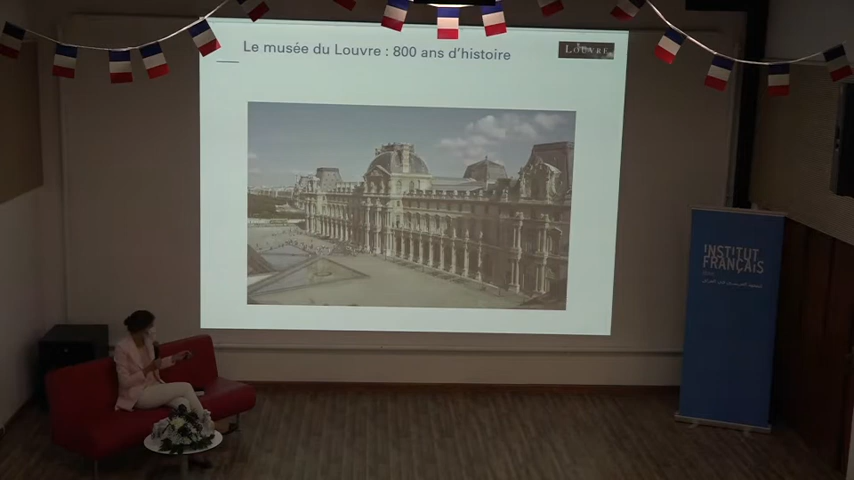 Le musée du Louvre : 800 ans d'histoire
LOUVRE
INSTITUT
FRANÇAIS